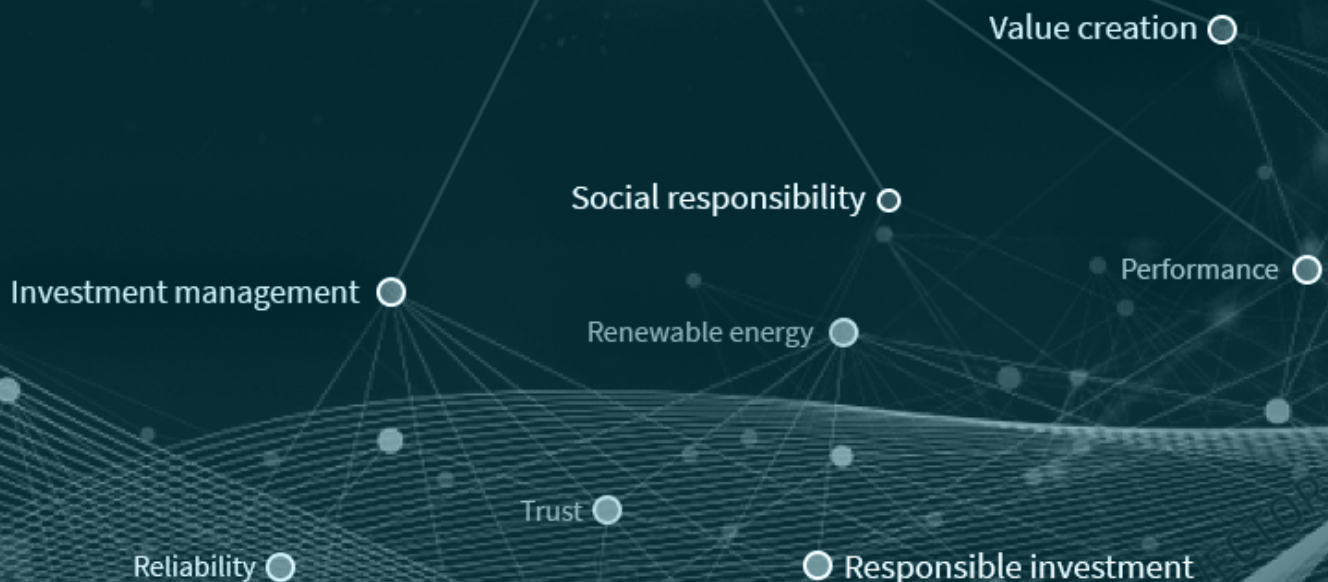 Value creation
Social responsibility
Performance
Investment management
Renewable energy
Trust
Reliability
Responsible investment